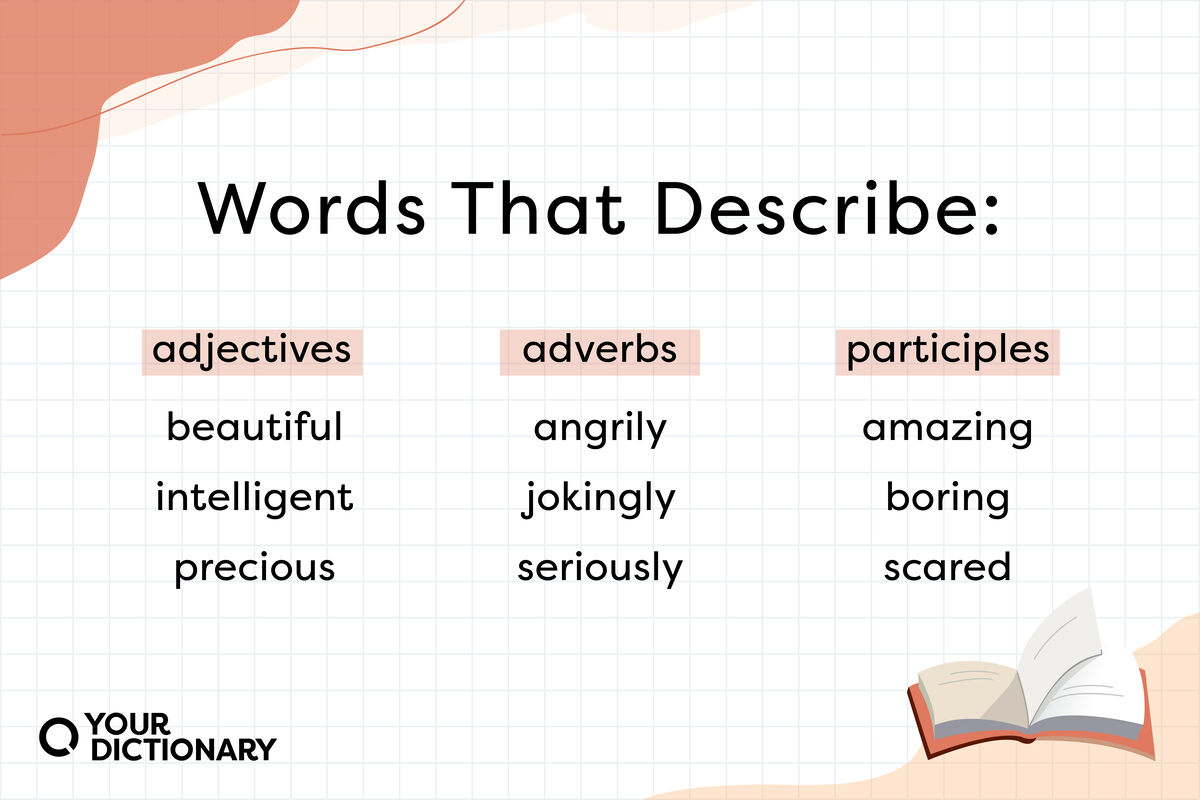 Words That Describe:
adjectives adverbs participles
beautiful angrily amazing
intelligent jokingly boring
precious seriously scared
YOUR
DICTIONARY